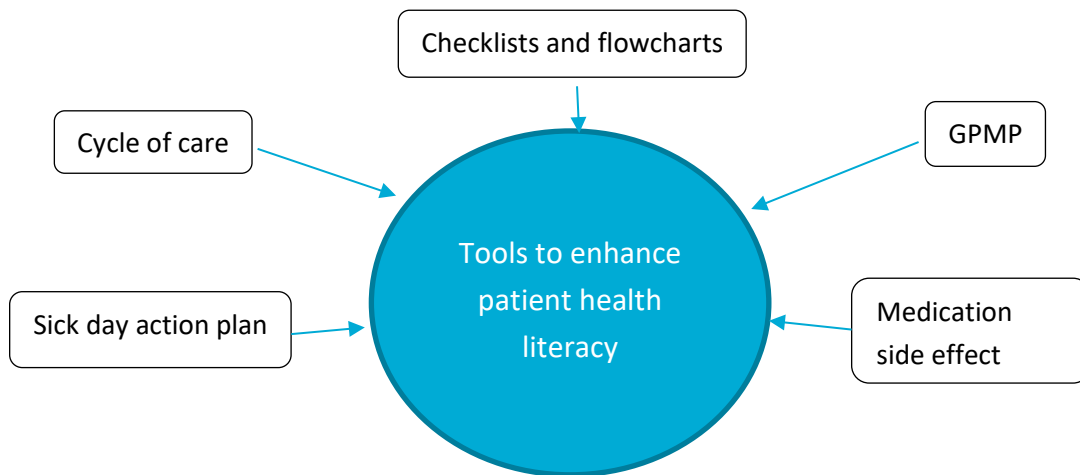 Checklists and flowcharts
Cycle of care
GPMP
Tools to enhance
patient health
literacy
Sick day action plan
Medication
side effect